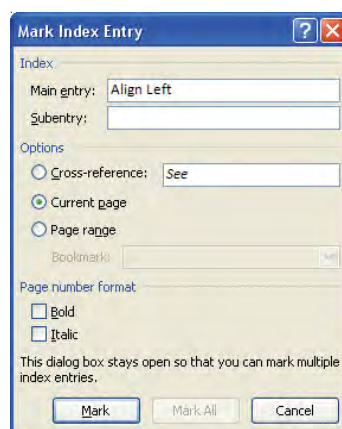 Mark Index Entry
Index
Main entry: Align Left
Subentry:
Options
Cross-reference: See
Current page
Page range
Bookmark:
Page number format
Bold
Italic
This dialog box stays open so that you can mark multiple
index entries.
Mark Mark All Cancel